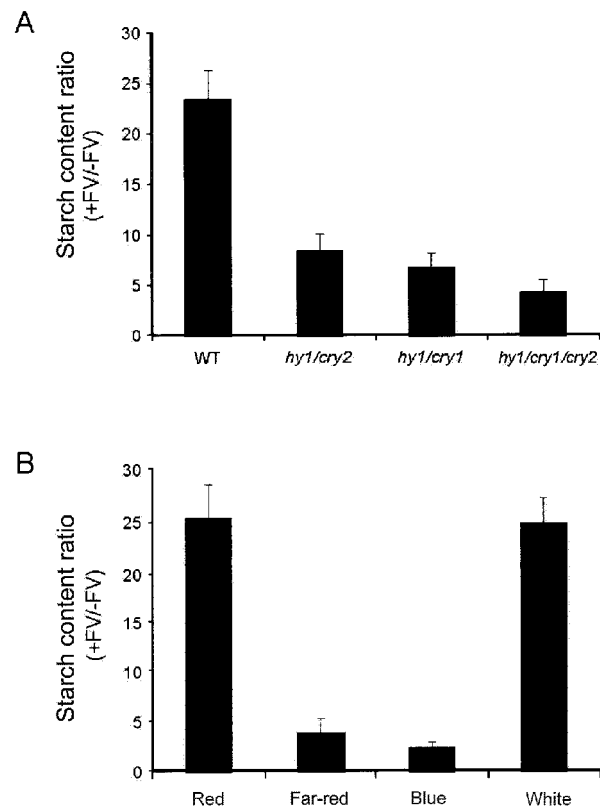 A
Starch content ratio
(+FV/-FV)
30
25
20
15
10
5
0
WT hy1/cry2 hy1/cry1 hy1/cry1/cry2
B
Starch content ratio
(+FV/-FV)
30
25
20
15
10
5
0
Red Far-red Blue White